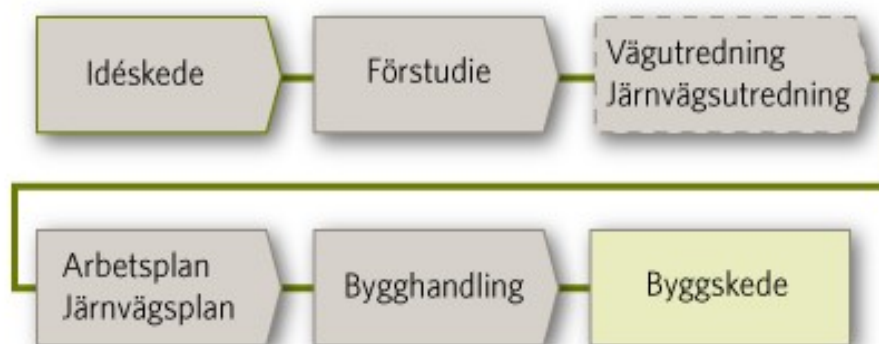 Idéskede
Förstudie
Vägutredning
Järnvägsutredning
Arbetsplan
Järnvägsplan
Bygghandling
Byggskede